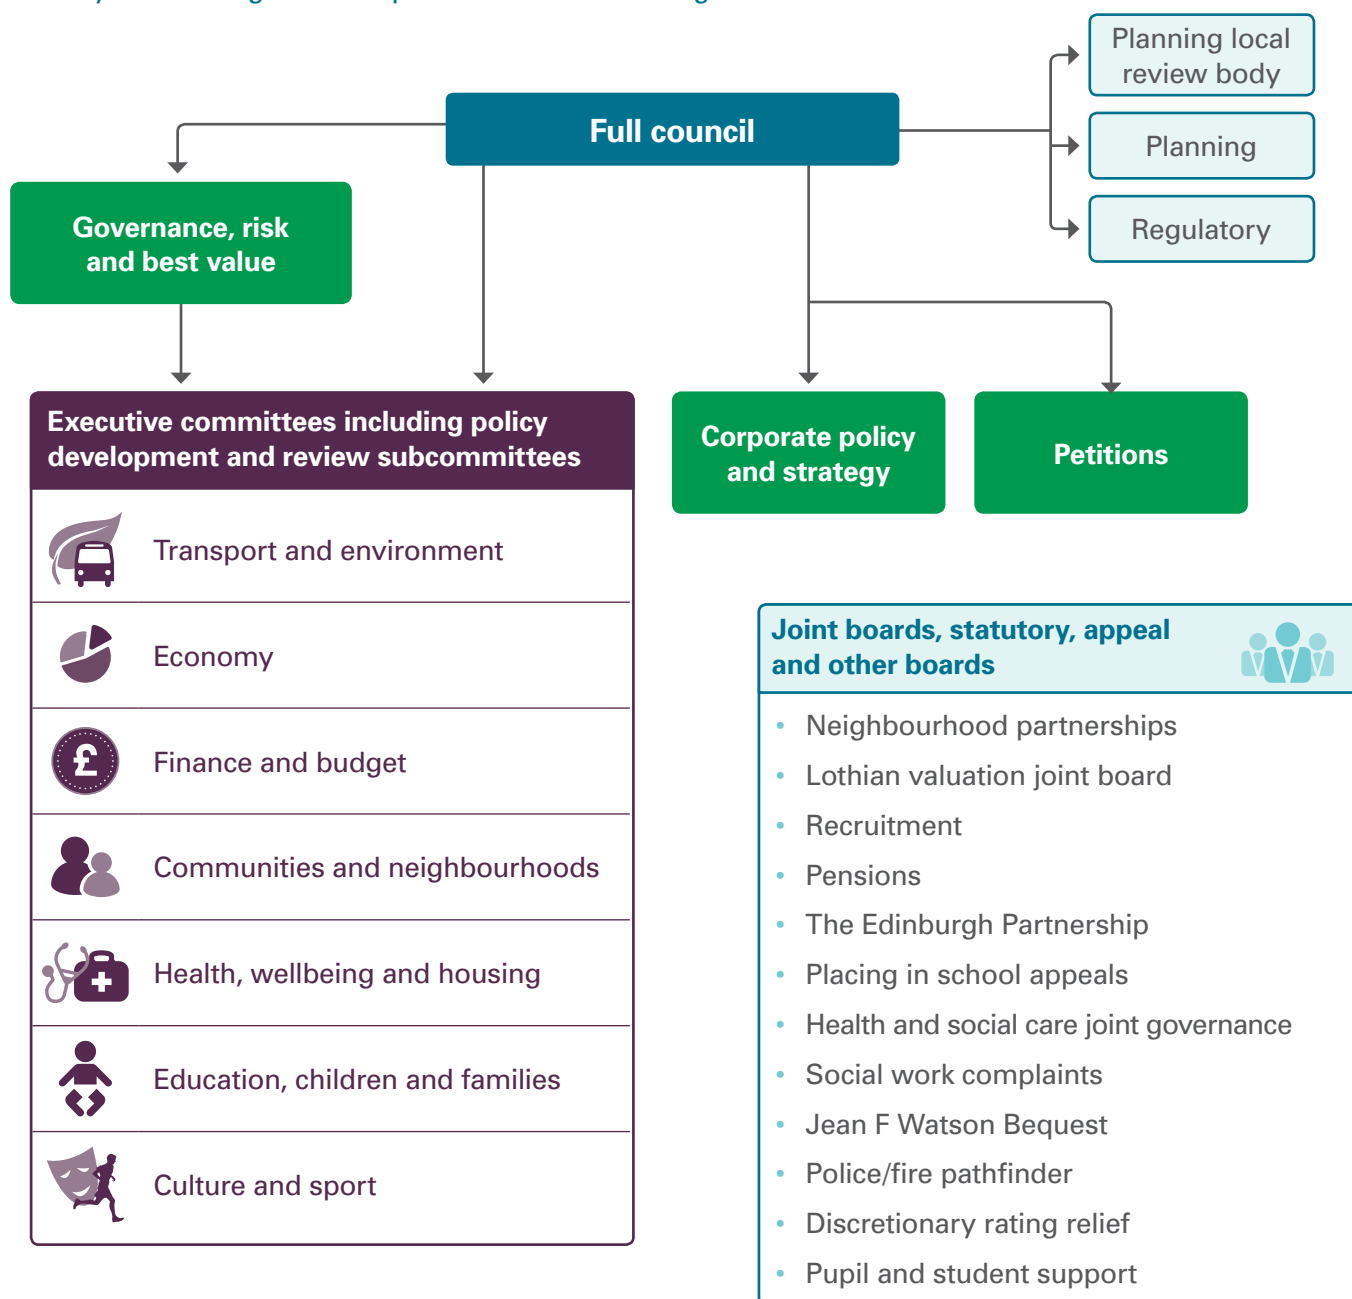 Planning local
review body
Full council
Planning
Governance, risk
and best value
Regulatory
Executive committees including policy
development and review subcommittees
Corporate policy
and strategy
Petitions
Transport and environment
Economy
£
Finance and budget
Communities and neighbourhoods
Health, wellbeing and housing
Education, children and families
Culture and sport
Joint boards, statutory, appeal
and other boards
• Neighbourhood partnerships
• Lothian valuation joint board
• Recruitment
• Pensions
• The Edinburgh Partnership
• Placing in school appeals
• Health and social care joint governance
• Social work complaints
• Jean F Watson Bequest
• Police/fire pathfinder
• Discretionary rating relief
• Pupil and student support